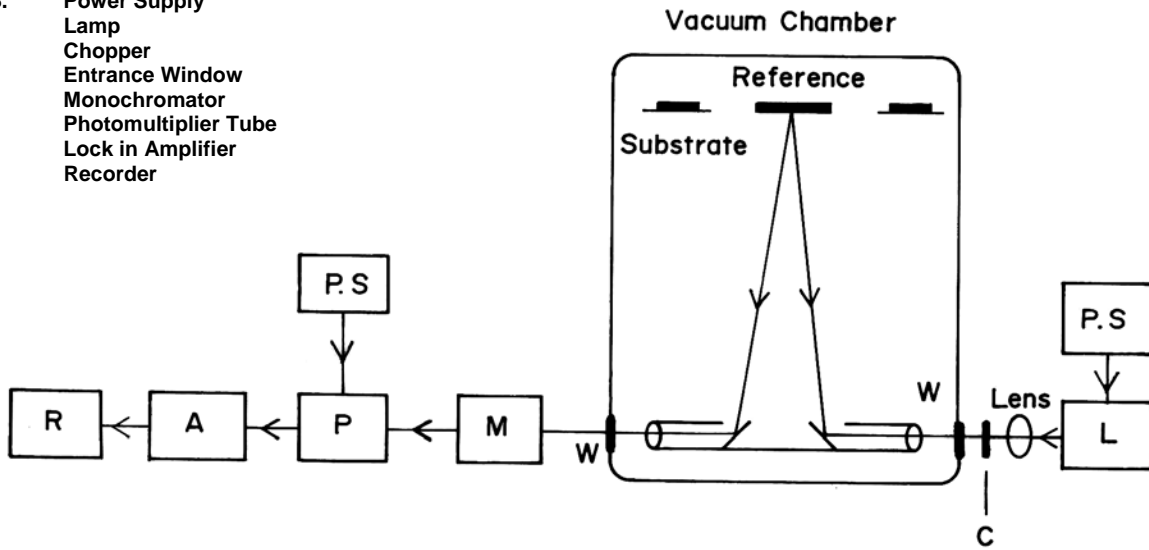 Power Supply
Lamp
Chopper
Entrance Window
Monochromator
Photomultiplier Tube
Lock in Amplifier
Recorder
Vacuum Chamber
Reference
Substrate
P.S
P.S
R
A
P
M
W
W
Lens
L
C